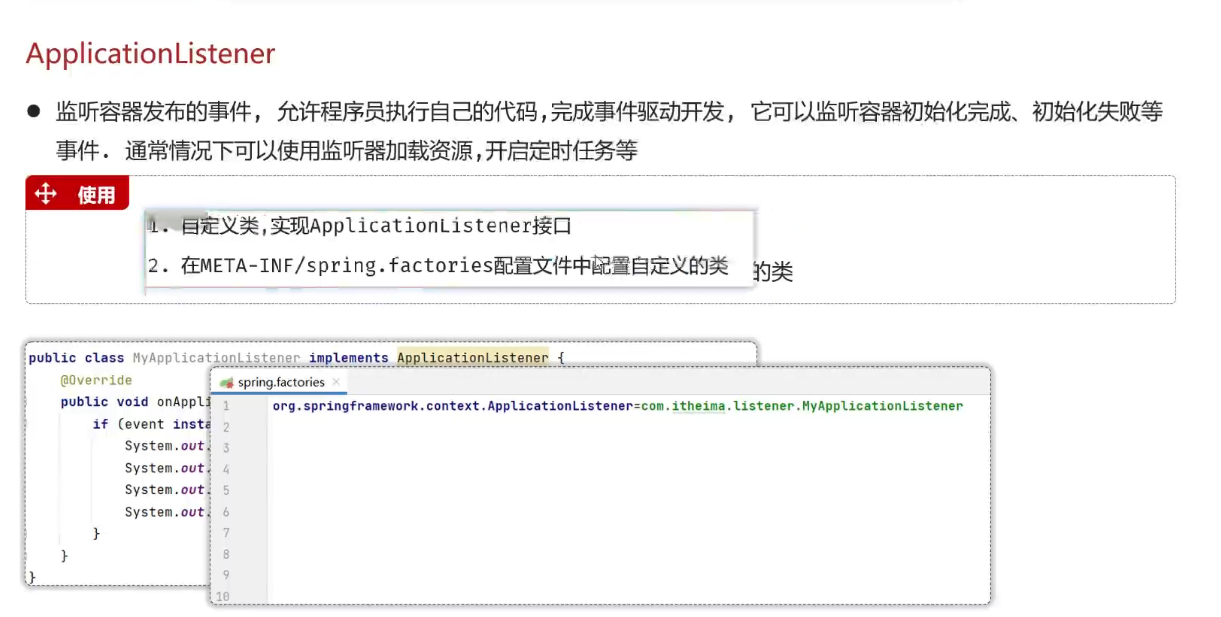 ApplicationListener
● 监听容器发布的事件, 允许程序员执行自己的代码,完成事件驱动开发, 它可以监听容器初始化完成、初始化失败等
事件. 通常情况下可以使用监听器加载资源,开启定时任务等
使用
1. 自定义类,实现ApplicationListener接口
2. 在META-INF/spring.factories配置文件中配置自定义的类
的类
public class MyApplicationListener implements ApplicationListener {
@Override
public void onAppli
if (event insta
System.out.
System.out.
System.out.
System.out.
}
}
}
spring.factories ×
1 org.springframework.context.ApplicationListener=com.itheima.listener.MyApplicationListener
2
3
4
5
6
7
8
9
10